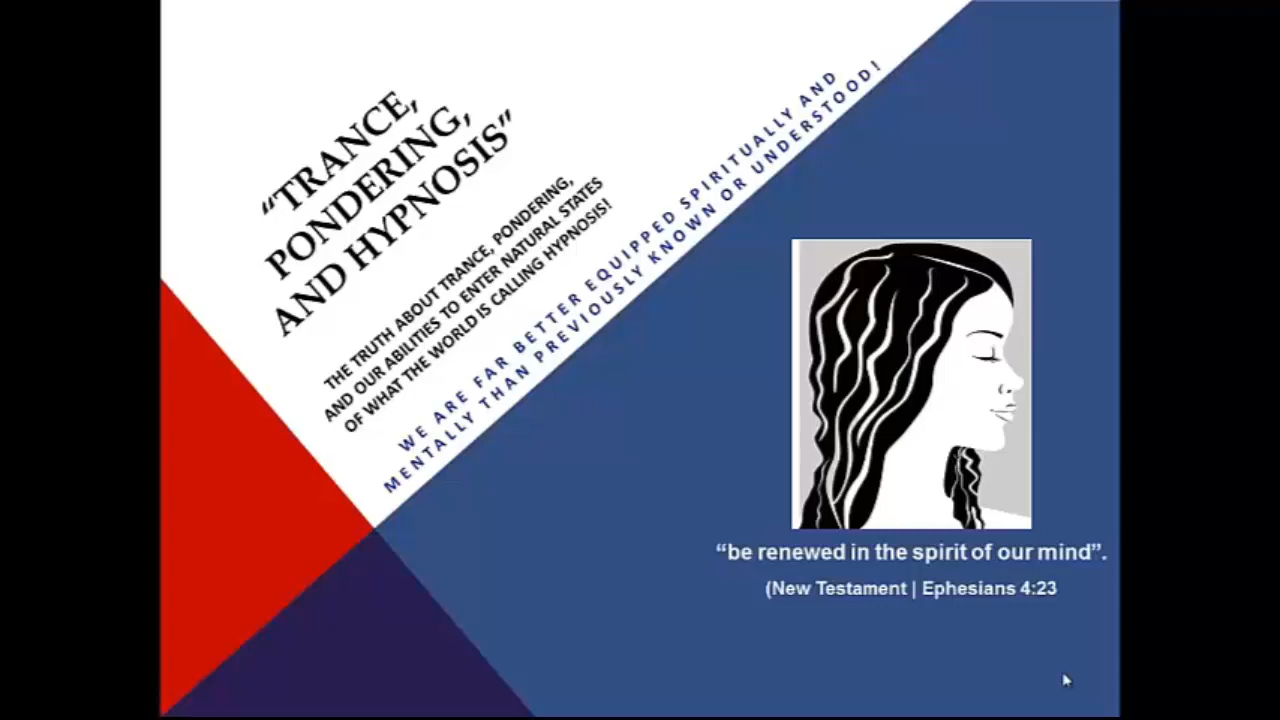 “TRANCE,
PONDERING,
AND HYPNOSIS”
THE TRUTH ABOUT TRANCE, PONDERING,
AND OUR ABILITIES TO ENTER NATURAL STATES
OF WHAT THE WORLD IS CALLING HYPNOSIS!
WE ARE FAR BETTER EQUIPPED SPIRITUALLY AND
MENTALLY THAN PREVIOUSLY KNOWN OR UNDERSTOOD!
“be renewed in the spirit of our mind”.
(New Testament | Ephesians 4:23